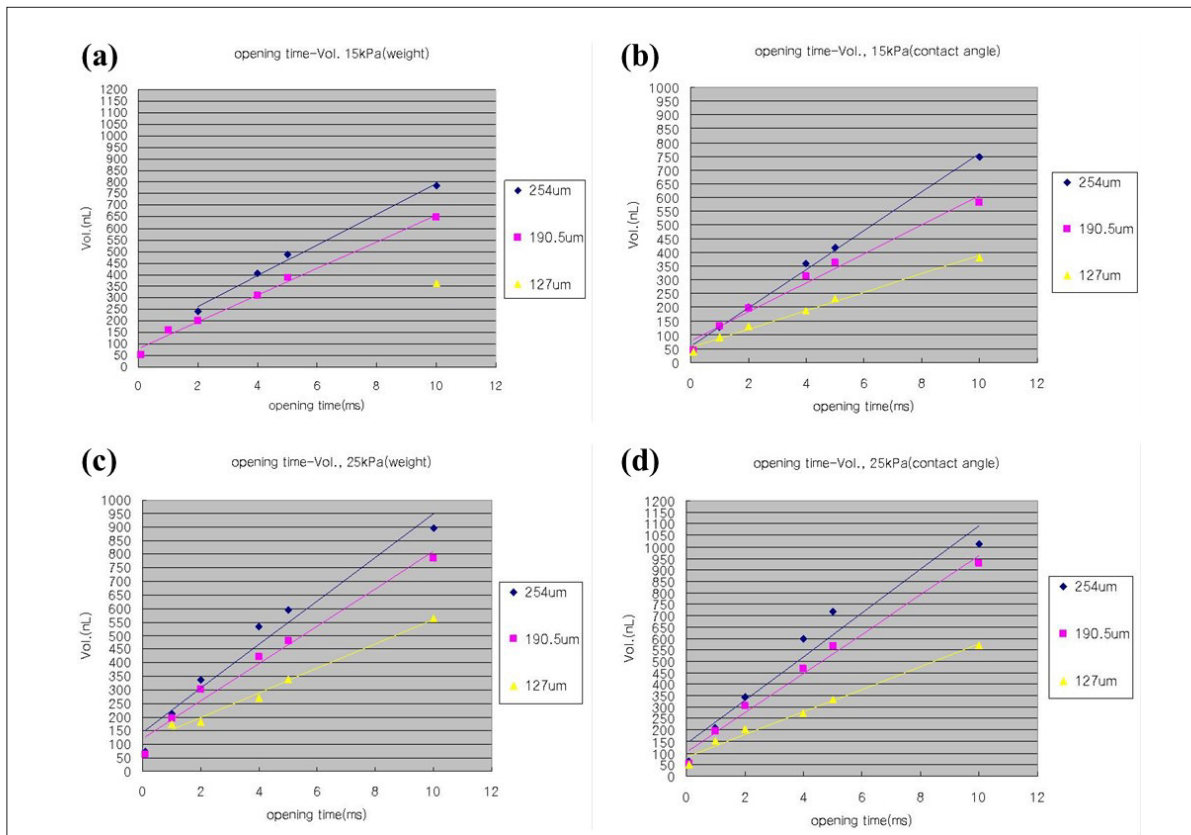 (a)
opening time-Vol. 15kPa(weight)
1200
1150
1100
1050
1000
950
900
850
800
750
700
650
600
550
500
450
400
350
300
250
200
150
100
50
0
Vol.(nL)
0 2 4 6 8 10 12
opening time(ms)
254um
190.5um
127um
(b)
opening time-Vol., 15kPa(contact angle)
1000
950
900
850
800
750
700
650
600
550
500
450
400
350
300
250
200
150
100
50
0
Vol.(nL)
0 2 4 6 8 10 12
opening time(ms)
254um
190.5um
127um
(c)
opening time-Vol., 25kPa(weight)
1000
950
900
850
800
750
700
650
600
550
500
450
400
350
300
250
200
150
100
50
0
Vol.(nL)
0 2 4 6 8 10 12
opening time(ms)
254um
190.5um
127um
(d)
opening time-Vol., 25kPa(contact angle)
1200
1150
1100
1050
1000
950
900
850
800
750
700
650
600
550
500
450
400
350
300
250
200
150
100
50
0
Vol.(nL)
0 2 4 6 8 10 12
opening time(ms)
254um
190.5um
127um